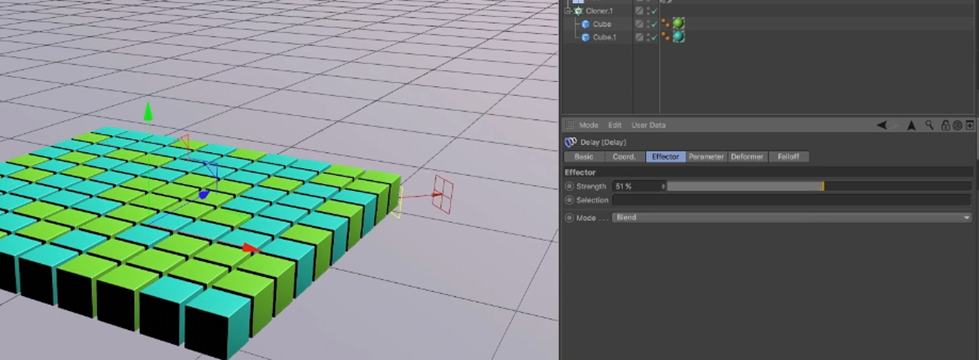 Cloner.1
Cube
Cube.1
Mode Edit User Data
Delay [Delay]
Basic Coord. Effector Parameter Deformer Falloff
Effector
Strength 51 %
Selection
Mode . . . Blend